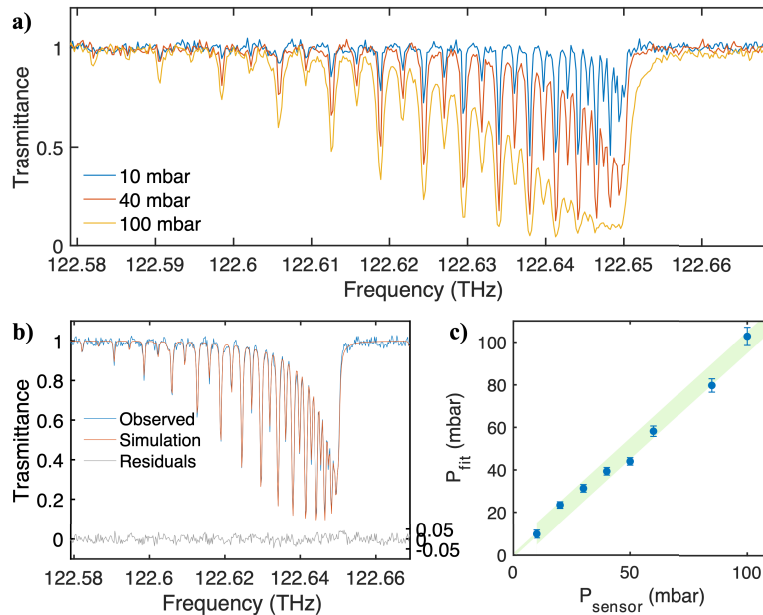 a)
Trasmittance
1
0.5
0
10 mbar
40 mbar
100 mbar
122.58 122.59 122.6 122.61 122.62 122.63 122.64 122.65 122.66
Frequency (THz)
b)
Trasmittance
1
0.8
0.6
0.4
0.2
0
Observed
Simulation
Residuals
0.05
0
-0.05
122.58 122.6 122.62 122.64 122.66
Frequency (THz)
c)
P_fit (mbar)
100
80
60
40
20
0
0 50 100
P_sensor (mbar)